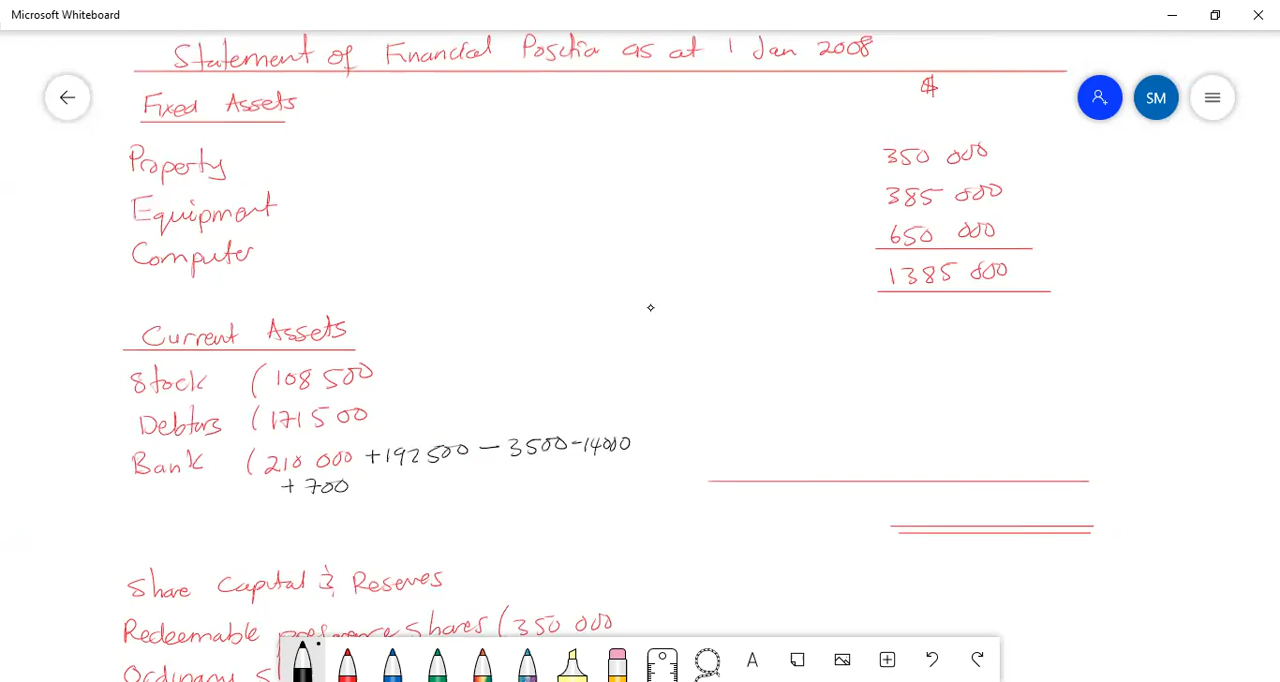 Microsoft Whiteboard
Statement of Financial Position as at 1 Jan 2008
$
SM
Fixed Assets
Property 350 000
Equipment 385 000
Computer 650 000
1385 000
Current Assets
Stock (108 500
Debtors (171 500
Bank (210 000 +192 500 - 3500 -14000
+ 700
Share Capital & Reserves
Redeemable preference shares (350 000
Ordinary S
A